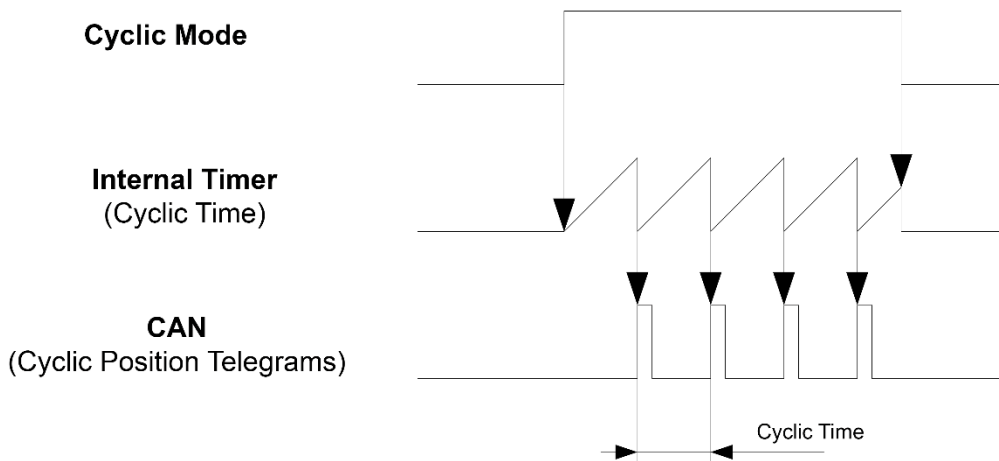 Cyclic Mode
Internal Timer
(Cyclic Time)
CAN
(Cyclic Position Telegrams)
Cyclic Time